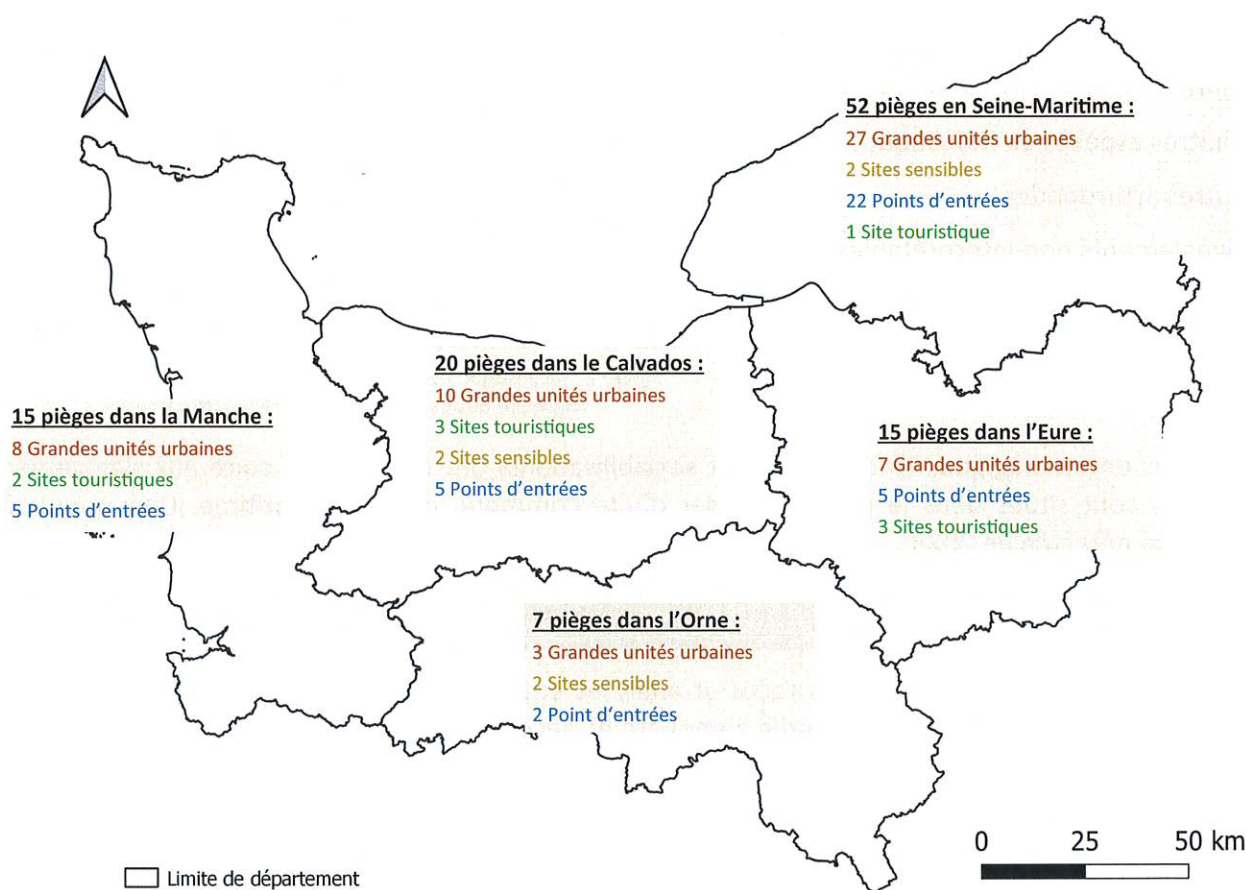 52 pièges en Seine-Maritime :
27 Grandes unités urbaines
2 Sites sensibles
22 Points d'entrées
1 Site touristique
20 pièges dans le Calvados :
10 Grandes unités urbaines
3 Sites touristiques
2 Sites sensibles
5 Points d'entrées
15 pièges dans la Manche :
8 Grandes unités urbaines
2 Sites touristiques
5 Points d'entrées
15 pièges dans l'Eure :
7 Grandes unités urbaines
5 Points d'entrées
3 Sites touristiques
7 pièges dans l'Orne :
3 Grandes unités urbaines
2 Sites sensibles
2 Point d'entrées
0 25 50 km
Limite de département